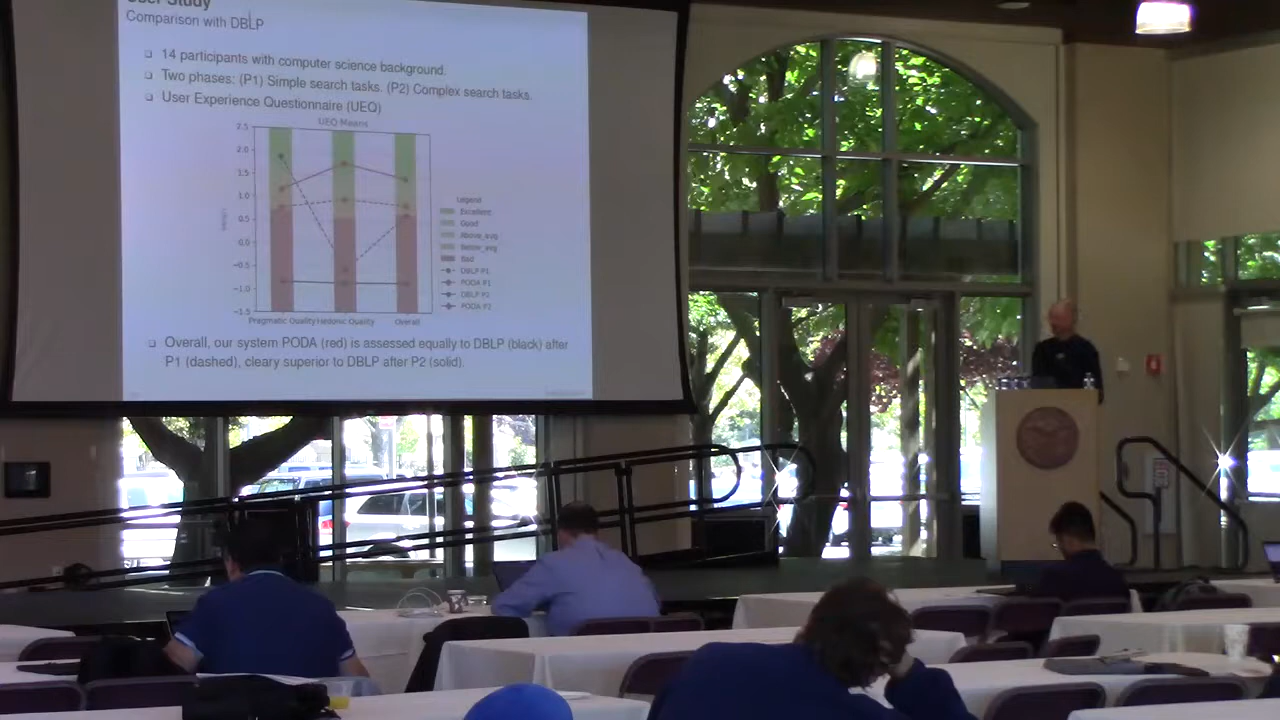 User Study
Comparison with DBLP
14 participants with computer science background.
Two phases: (P1) Simple search tasks. (P2) Complex search tasks.
User Experience Questionnaire (UEQ)
UEQ Means
2.5
2.0
1.5
1.0
0.5
0.0
−0.5
−1.0
−1.5
Pragmatic Quality Hedonic Quality Overall
Legend
Excellent
Good
Above_avg
Below_avg
Bad
DBLP P1
PODA P1
DBLP P2
PODA P2
Overall, our system PODA (red) is assessed equally to DBLP (black) after
P1 (dashed), cleary superior to DBLP after P2 (solid).